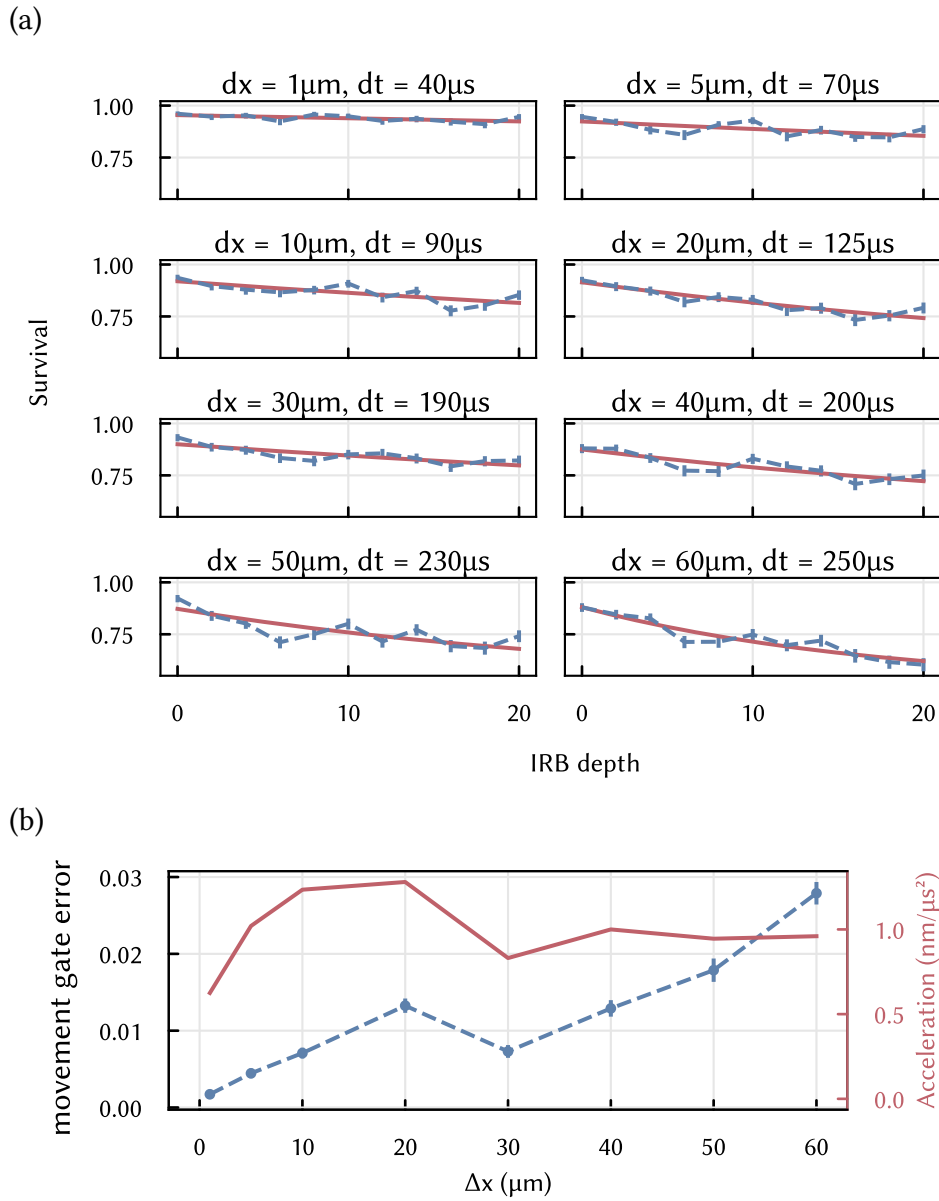 (a)
dx = 1μm, dt = 40μs
dx = 5μm, dt = 70μs
1.00
0.75
dx = 10μm, dt = 90μs
dx = 20μm, dt = 125μs
1.00
0.75
Survival
dx = 30μm, dt = 190μs
dx = 40μm, dt = 200μs
1.00
0.75
dx = 50μm, dt = 230μs
dx = 60μm, dt = 250μs
1.00
0.75
0 10 20
0 10 20
IRB depth
(b)
movement gate error
0.03
0.02
0.01
0.00
1.0
0.5
0.0
Acceleration (nm/μs²)
0 10 20 30 40 50 60
Δx (μm)